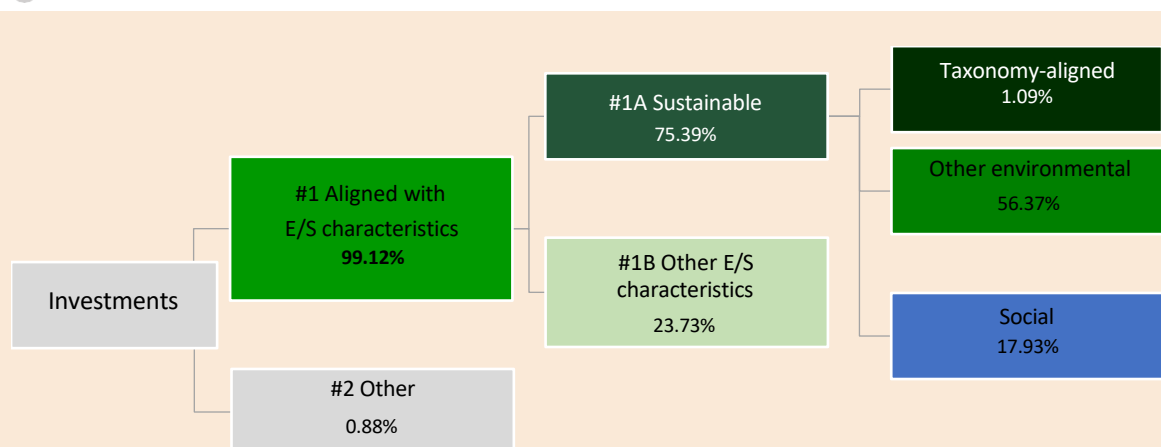 Investments
#1 Aligned with
E/S characteristics
99.12%
#2 Other
0.88%
#1A Sustainable
75.39%
#1B Other E/S
characteristics
23.73%
Taxonomy-aligned
1.09%
Other environmental
56.37%
Social
17.93%